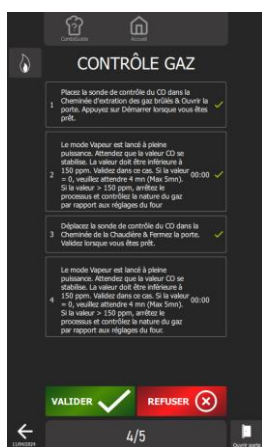 CombiGuide
Accueil
CONTRÔLE GAZ
1
Placez la sonde de contrôle du CO dans la
Cheminée d'extration des gaz brûlés & Ouvrir la
porte. Appuyez sur Démarrer lorsque vous êtes
prêt.
2
Le mode Vapeur est lancé à pleine
puissance. Attendez que la valeur CO se
stabilise. La valeur doit être inférieure à
150 ppm. Validez dans ce cas. Si la valeur
= 0, veuillez attendre 4 mn (Max 5mn).
Si la valeur > 150 ppm, arrêtez le
processus et contrôlez la nature du gaz
par rapport aux réglages du four
00:00
3
Déplacez la sonde de contrôle du CO dans la
Cheminée de la Chaudière & Fermez la porte.
Validez lorsque vous êtes prêt.
4
Le mode Vapeur est lancé à pleine
puissance. Attendez que la valeur CO se
stabilise. La valeur doit être inférieure à
150 ppm. Validez dans ce cas. Si la valeur
= 0, veuillez attendre 4 mn (Max 5mn).
Si la valeur > 150 ppm, arrêtez le
processus et contrôlez la nature du gaz
par rapport aux réglages du four.
00:00
VALIDER
REFUSER
11/04/2024
4/5
Ouvrir porte